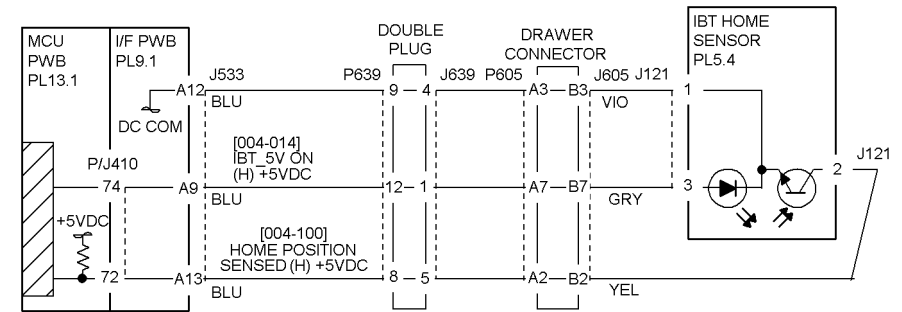 MCU
PWB
PL13.1
I/F PWB
PL9.1
DOUBLE
PLUG
DRAWER
CONNECTOR
IBT HOME
SENSOR
PL5.4
A12 J533 P639 9 4 J639 P605 A3 B3 J605 J121 1
BLU
VIO
DC COM
[004-014]
IBT_5V ON
(H) +5VDC
P/J410
74 A9 12 1 A7 B7 3
BLU
GRY
2 J121
+5VDC
[004-100]
HOME POSITION
SENSED (H) +5VDC
72 A13 8 5 A2 B2
BLU
YEL